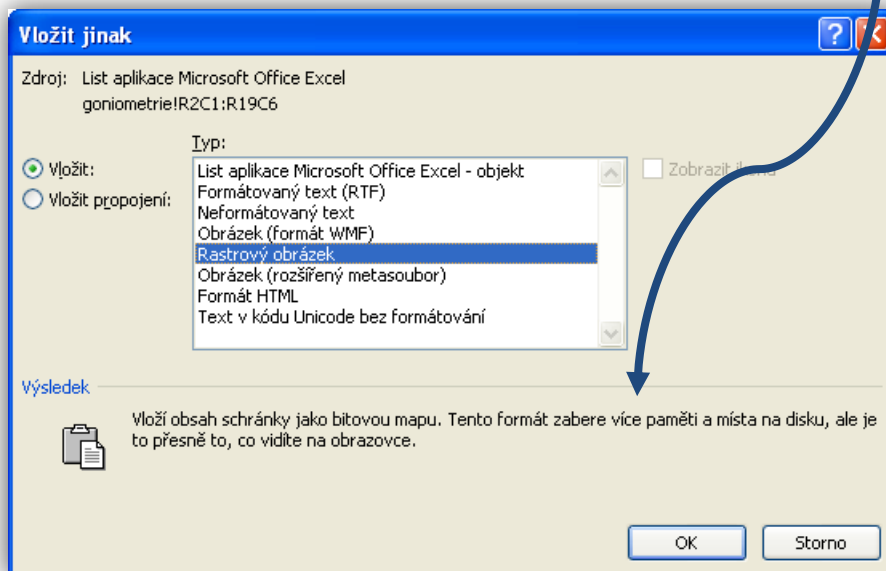 Vložit jinak
Zdroj: List aplikace Microsoft Office Excel
goniometrie!R2C1:R19C6
Typ:
Vložit:
Vložit propojení:
List aplikace Microsoft Office Excel - objekt
Formátovaný text (RTF)
Neformátovaný text
Obrázek (formát WMF)
Rastrový obrázek
Obrázek (rozšířený metasoubor)
Formát HTML
Text v kódu Unicode bez formátování
Zobrazit
Výsledek
Vloží obsah schránky jako bitovou mapu. Tento formát zabere více paměti a místa na disku, ale je
to přesně to, co vidíte na obrazovce.
OK
Storno